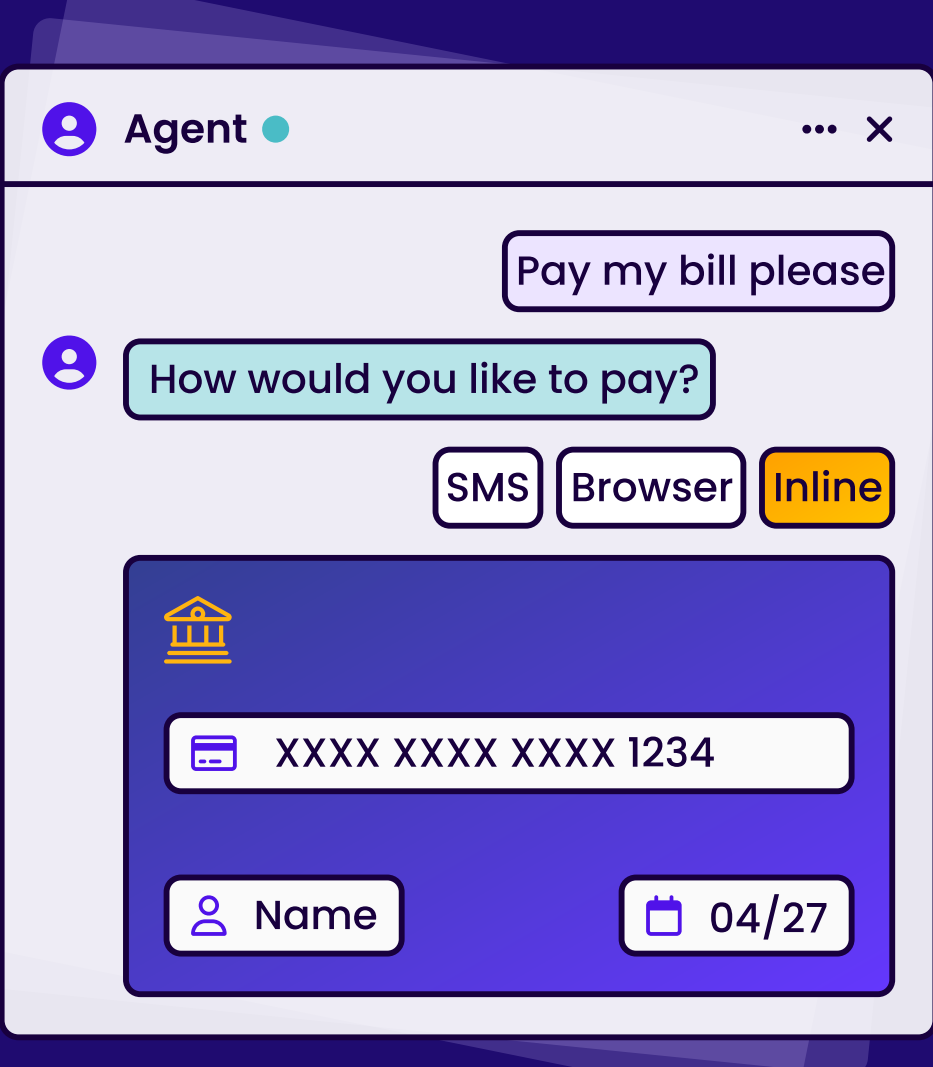 Agent
Pay my bill please
How would you like to pay?
SMS Browser Inline
XXXX XXXX XXXX 1234
Name 04/27